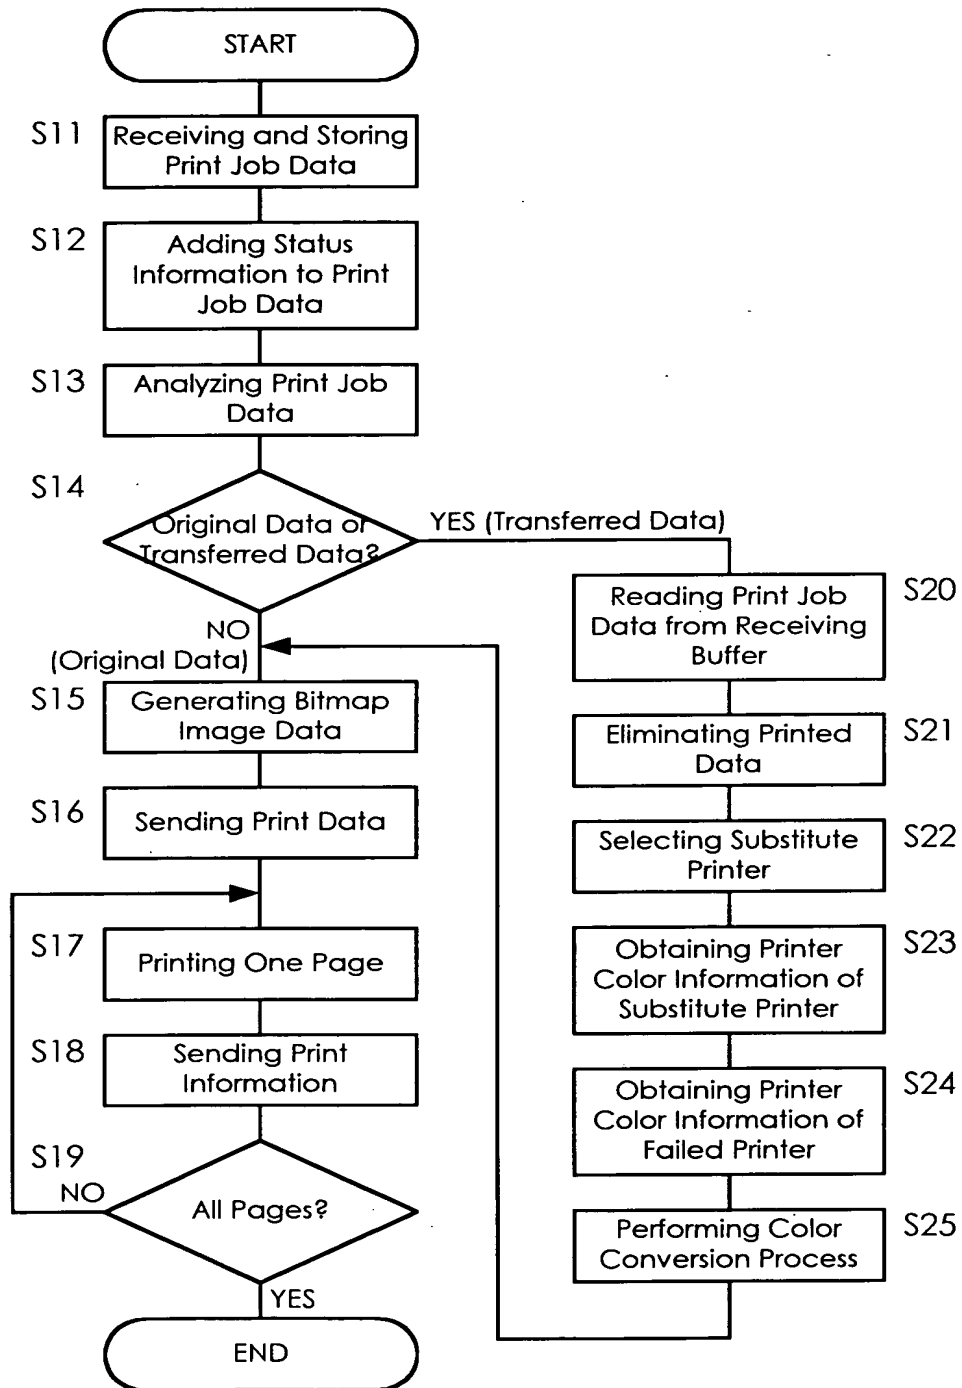 START
S11
Receiving and Storing
Print Job Data
S12
Adding Status
Information to Print
Job Data
S13
Analyzing Print Job
Data
S14
Original Data or
Transferred Data?
YES (Transferred Data)
NO
(Original Data)
S15
Generating Bitmap
Image Data
S16
Sending Print Data
S17
Printing One Page
S18
Sending Print
Information
S19
NO
All Pages?
YES
END
S20
Reading Print Job
Data from Receiving
Buffer
S21
Eliminating Printed
Data
S22
Selecting Substitute
Printer
S23
Obtaining Printer
Color Information of
Substitute Printer
S24
Obtaining Printer
Color Information of
Failed Printer
S25
Performing Color
Conversion Process